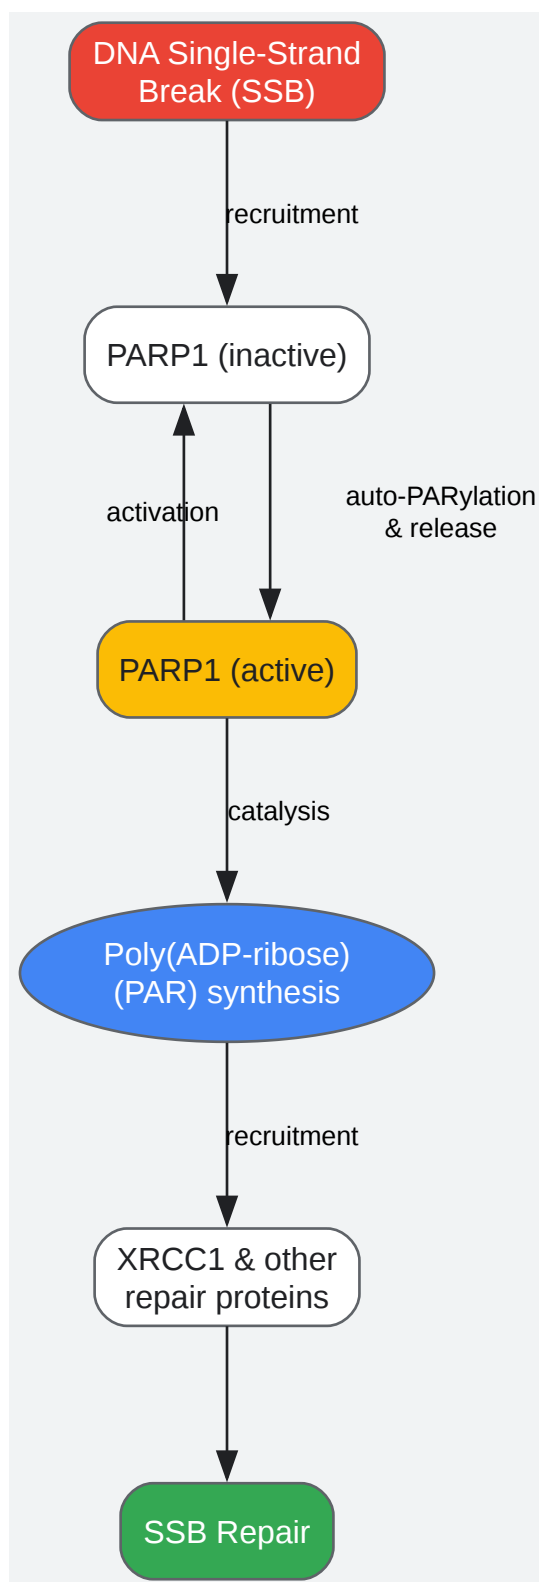 DNA Single-Strand
Break (SSB)
recruitment
PARP1 (inactive)
activation
auto-PARylation
& release
PARP1 (active)
catalysis
Poly(ADP-ribose)
(PAR) synthesis
recruitment
XRCC1 & other
repair proteins
SSB Repair